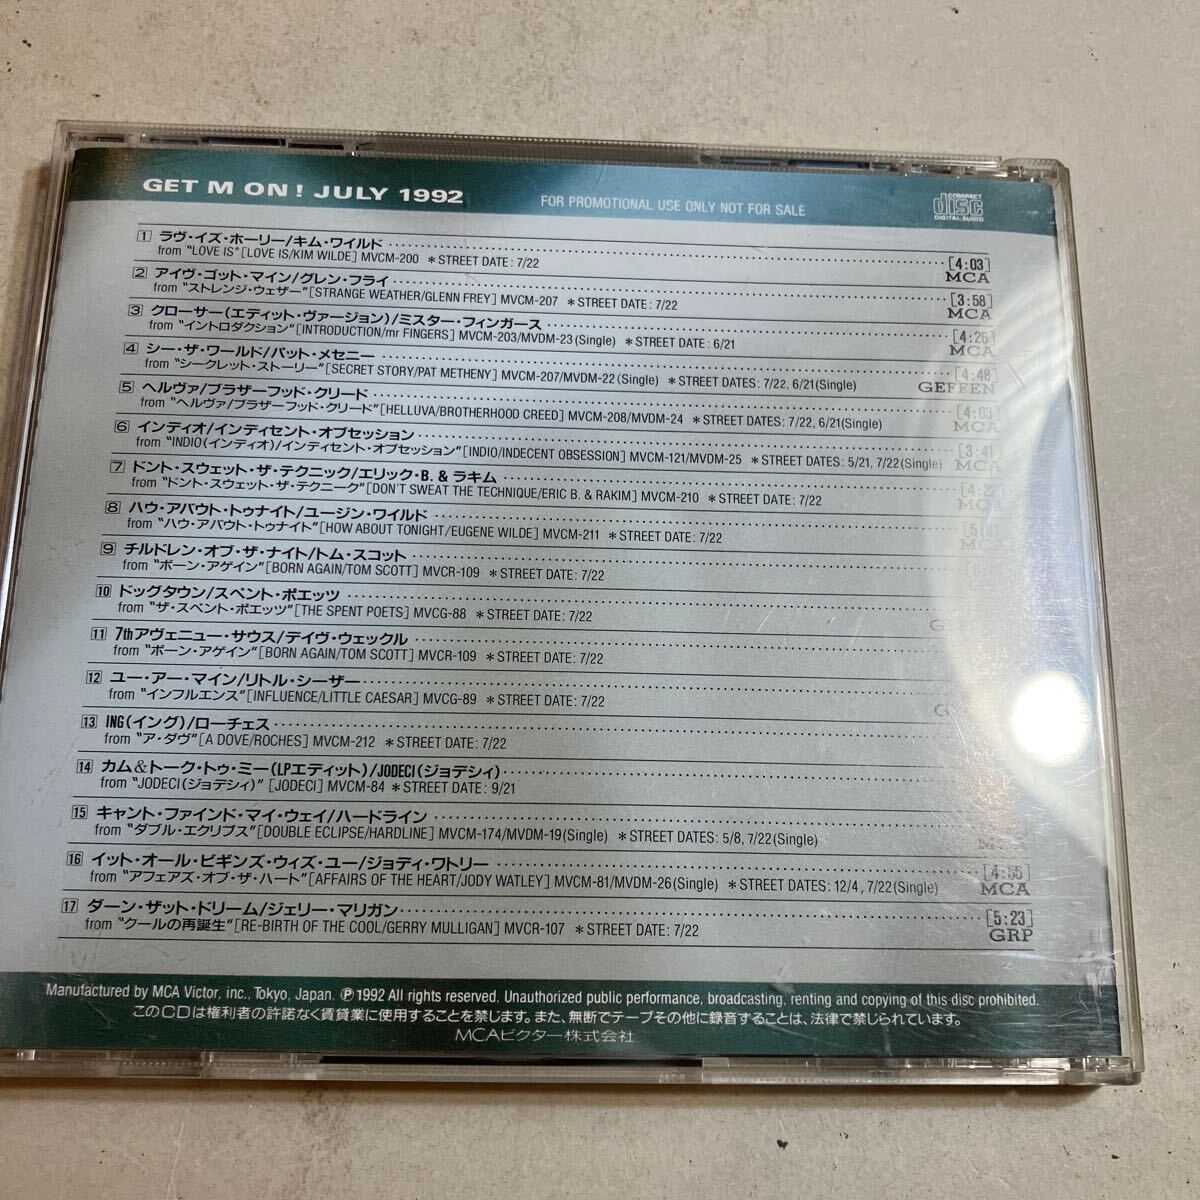 GET M ON! JULY 1992
FOR PROMOTIONAL USE ONLY NOT FOR SALE
COMPACT disc DIGITAL AUDIO
1 ラヴ・イズ・ホーリー/キム・ワイルド [4:03]
from "LOVE IS" [LOVE IS/KIM WILDE] MVCM-200 *STREET DATE: 7/22 MCA
2 アイヴ・ゴット・マイン/グレン・フライ [3:58]
from "ストレンジ・ウェザー" [STRANGE WEATHER/GLENN FREY] MVCM-207 *STREET DATE: 7/22 MCA
3 クローサー(エディット・ヴァージョン)/ミスター・フィンガース [4:26]
from "イントロダクション" [INTRODUCTION/mr FINGERS] MVCM-203/MVDM-23(Single) *STREET DATE: 6/21 MCA
4 シー・ザ・ワールド/パット・メセニー [4:48]
from "シークレット・ストーリー" [SECRET STORY/PAT METHENY] MVCM-207/MVDM-22(Single) *STREET DATES: 7/22, 6/21(Single) GEFFEN
5 ヘルヴァ/ブラザーフッド・クリード [4:03]
from "ヘルヴァ/ブラザーフッド・クリード" [HELLUVA/BROTHERHOOD CREED] MVCM-208/MVDM-24 *STREET DATES: 7/22, 6/21(Single) MCA
6 インディオ/インディセント・オブセッション [3:41]
from "INDIO(インディオ)/インディセント・オブセッション" [INDIO/INDECENT OBSESSION] MVCM-121/MVDM-25 *STREET DATES: 5/21, 7/22(Single) MCA
7 ドント・スウェット・ザ・テクニック/エリック・B. & ラキム [4:22]
from "ドント・スウェット・ザ・テクニーク" [DON'T SWEAT THE TECHNIQUE/ERIC B. & RAKIM] MVCM-210 *STREET DATE: 7/22 MCA
8 ハウ・アバウト・トゥナイト/ユージン・ワイルド
from "ハウ・アバウト・トゥナイト" [HOW ABOUT TONIGHT/EUGENE WILDE] MVCM-211 *STREET DATE: 7/22 MCA
9 チルドレン・オブ・ザ・ナイト/トム・スコット
from "ボーン・アゲイン" [BORN AGAIN/TOM SCOTT] MVCR-109 *STREET DATE: 7/22
10 ドッグタウン/スペント・ポエッツ
from "ザ・スペント・ポエッツ" [THE SPENT POETS] MVCG-88 *STREET DATE: 7/22
11 7thアヴェニュー・サウス/デイヴ・ウェックル
from "ボーン・アゲイン" [BORN AGAIN/TOM SCOTT] MVCR-109 *STREET DATE: 7/22
12 ユー・アー・マイン/リトル・シーザー
from "インフルエンス" [INFLUENCE/LITTLE CAESAR] MVCG-89 *STREET DATE: 7/22
13 ING(イング)/ローチェス
from "ア・ダヴ" [A DOVE/ROCHES] MVCM-212 *STREET DATE: 7/22
14 カム&トーク・トゥ・ミー(LPエディット)/JODECI(ジョデシィ)
from "JODECI(ジョデシィ)" [JODECI] MVCM-84 *STREET DATE: 9/21
15 キャント・ファインド・マイ・ウェイ/ハードライン
from "ダブル・エクリプス" [DOUBLE ECLIPSE/HARDLINE] MVCM-174/MVDM-19(Single) *STREET DATES: 5/8, 7/22(Single) MCA
16 イット・オール・ビギンズ・ウィズ・ユー/ジョディ・ワトリー [4:55]
from "アフェアズ・オブ・ザ・ハート" [AFFAIRS OF THE HEART/JODY WATLEY] MVCM-81/MVDM-26(Single) *STREET DATES: 12/4, 7/22(Single) MCA
17 ダーン・ザット・ドリーム/ジェリー・マリガン [5:23]
from "クールの再誕生" [RE-BIRTH OF THE COOL/GERRY MULLIGAN] MVCR-107 *STREET DATE: 7/22 GRP
Manufactured by MCA Victor, inc., Tokyo, Japan. ℗1992 All rights reserved. Unauthorized public performance, broadcasting, renting and copying of this disc prohibited.
このCDは権利者の許諾なく賃貸業に使用することを禁じます。また、無断でテープその他に録音することは、法律で禁じられています。
MCAビクター株式会社